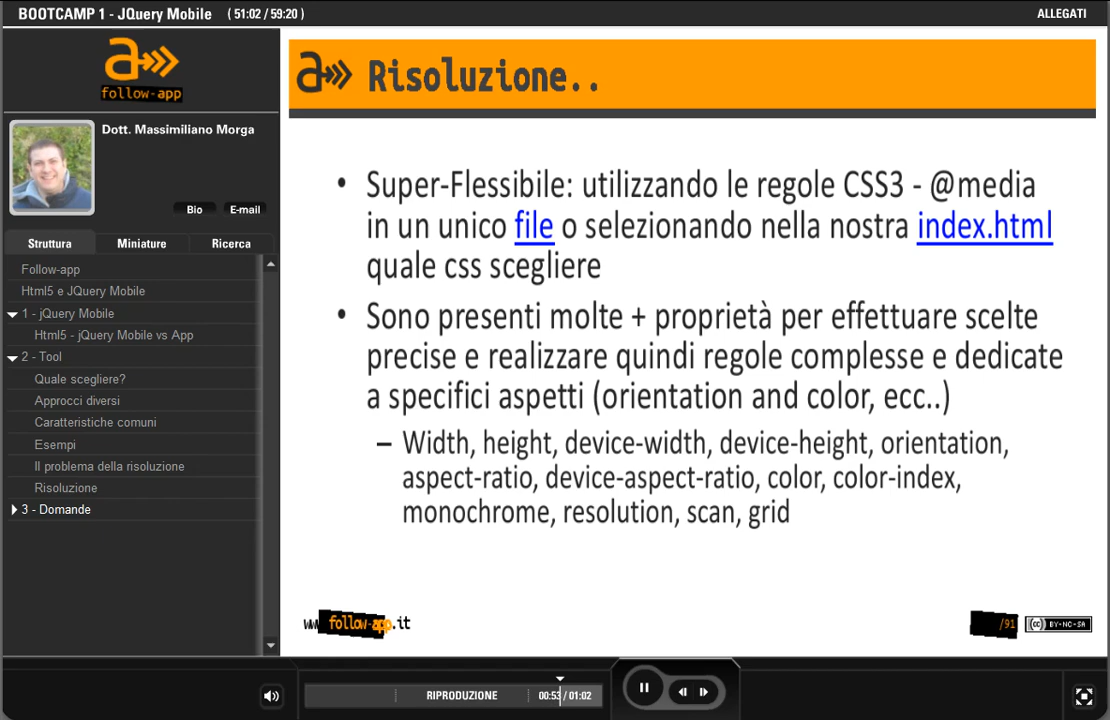 BOOTCAMP 1 - JQuery Mobile ( 51:02 / 59:20 )
ALLEGATI
a
follow-app
Dott. Massimiliano Morga
Bio E-mail
Struttura Miniature Ricerca
Follow-app
Html5 e JQuery Mobile
1 - jQuery Mobile
Html5 - jQuery Mobile vs App
2 - Tool
Quale scegliere?
Approcci diversi
Caratteristiche comuni
Esempi
Il problema della risoluzione
Risoluzione
3 - Domande
a Risoluzione..
• Super-Flessibile: utilizzando le regole CSS3 - @media
in un unico file o selezionando nella nostra index.html
quale css scegliere
• Sono presenti molte + proprietà per effettuare scelte
precise e realizzare quindi regole complesse e dedicate
a specifici aspetti (orientation and color, ecc..)
– Width, height, device-width, device-height, orientation,
aspect-ratio, device-aspect-ratio, color, color-index,
monochrome, resolution, scan, grid
www.follow-app.it
/91
(cc) BY-NC-SA
RIPRODUZIONE 00:53 / 01:02